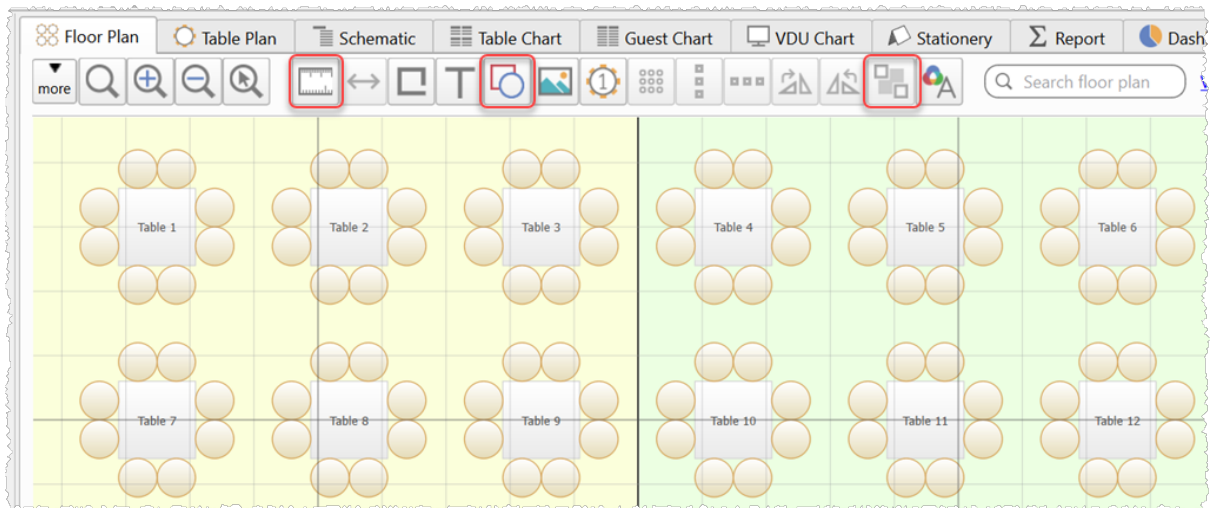 Floor Plan
Table Plan
Schematic
Table Chart
Guest Chart
VDU Chart
Stationery
Σ Report
Dash
more
T
1
A
Search floor plan
Table 1
Table 2
Table 3
Table 4
Table 5
Table 6
Table 7
Table 8
Table 9
Table 10
Table 11
Table 12